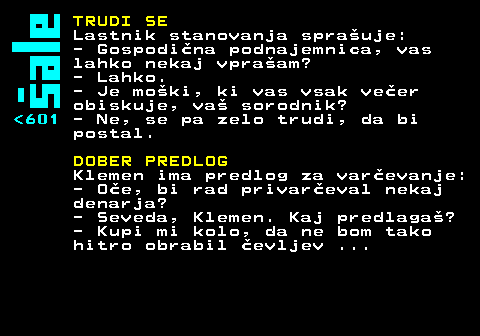 Šale
TRUDI SE
Lastnik stanovanja sprašuje:
- Gospodična podnajemnica, vas
lahko nekaj vprašam?
- Lahko.
- Je moški, ki vas vsak večer
obiskuje, vaš sorodnik?
<601 - Ne, se pa zelo trudi, da bi
postal.
DOBER PREDLOG
Klemen ima predlog za varčevanje:
- Oče, bi rad privarčeval nekaj
denarja?
- Seveda, Klemen. Kaj predlagaš?
- Kupi mi kolo, da ne bom tako
hitro obrabil čevljev ...